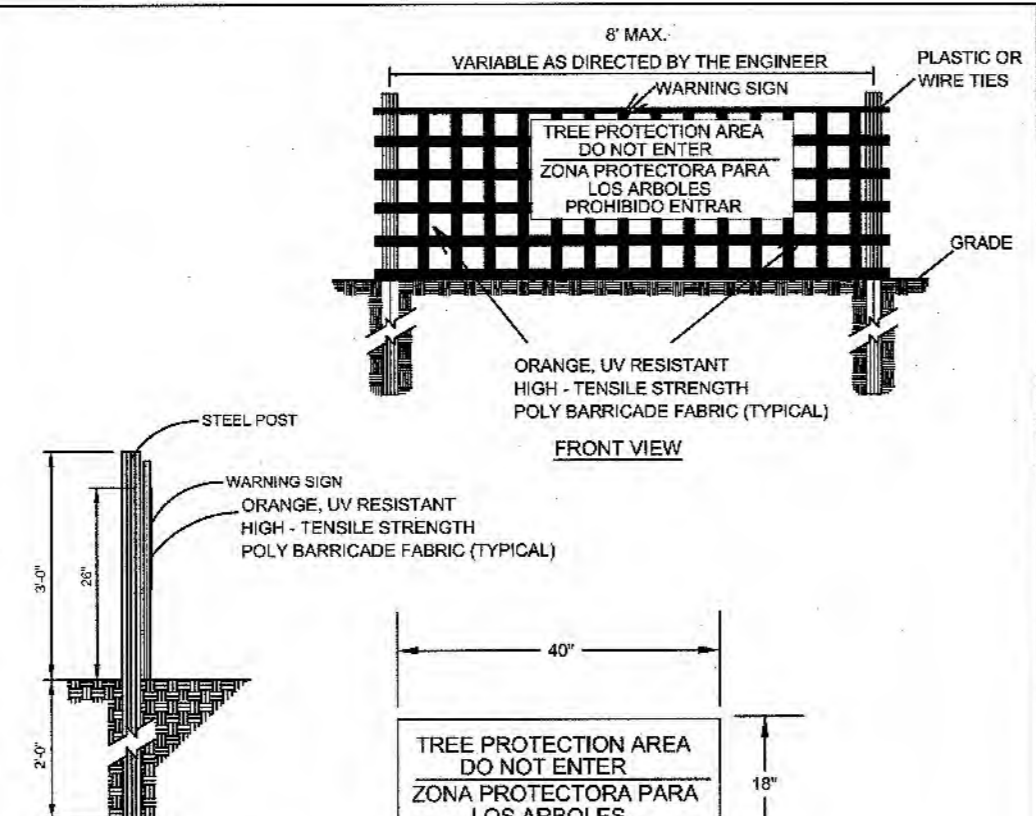 8' MAX.
VARIABLE AS DIRECTED BY THE ENGINEER
PLASTIC OR
WIRE TIES
WARNING SIGN
TREE PROTECTION AREA
DO NOT ENTER
ZONA PROTECTORA PARA
LOS ARBOLES
PROHIBIDO ENTRAR
GRADE
ORANGE, UV RESISTANT
HIGH - TENSILE STRENGTH
POLY BARRICADE FABRIC (TYPICAL)
FRONT VIEW
STEEL POST
WARNING SIGN
ORANGE, UV RESISTANT
HIGH - TENSILE STRENGTH
POLY BARRICADE FABRIC (TYPICAL)
3'-0"
26"
2'-0"
40"
18"
TREE PROTECTION AREA
DO NOT ENTER
ZONA PROTECTORA PARA
LOS ARBOLES